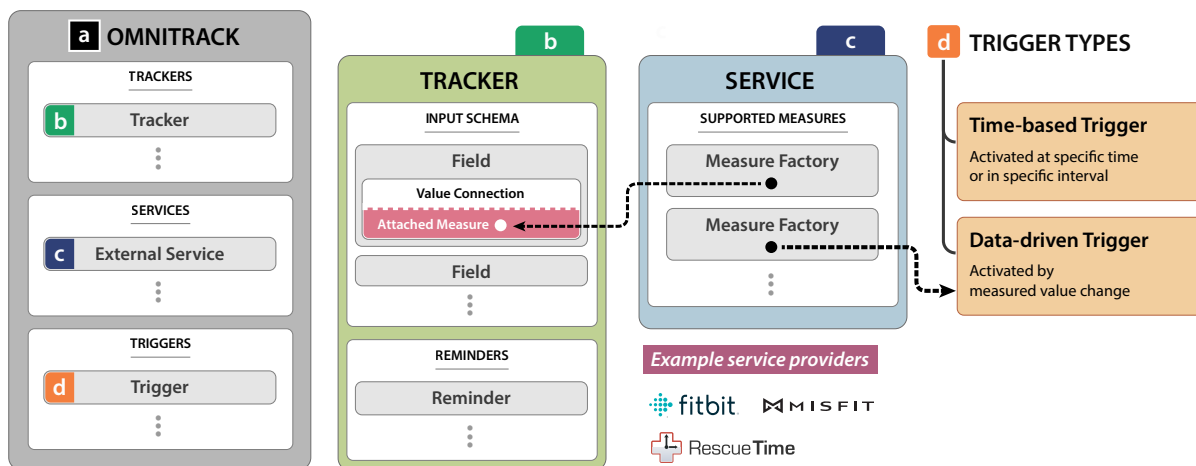 a OMNITRACK
TRACKERS
b Tracker
SERVICES
c External Service
TRIGGERS
d Trigger
b
TRACKER
INPUT SCHEMA
Field
Value Connection
Attached Measure
Field
REMINDERS
Reminder
c
SERVICE
SUPPORTED MEASURES
Measure Factory
Measure Factory
Example service providers
fitbit.
MISFIT
RescueTime
d TRIGGER TYPES
Time-based Trigger
Activated at specific time
or in specific interval
Data-driven Trigger
Activated by
measured value change